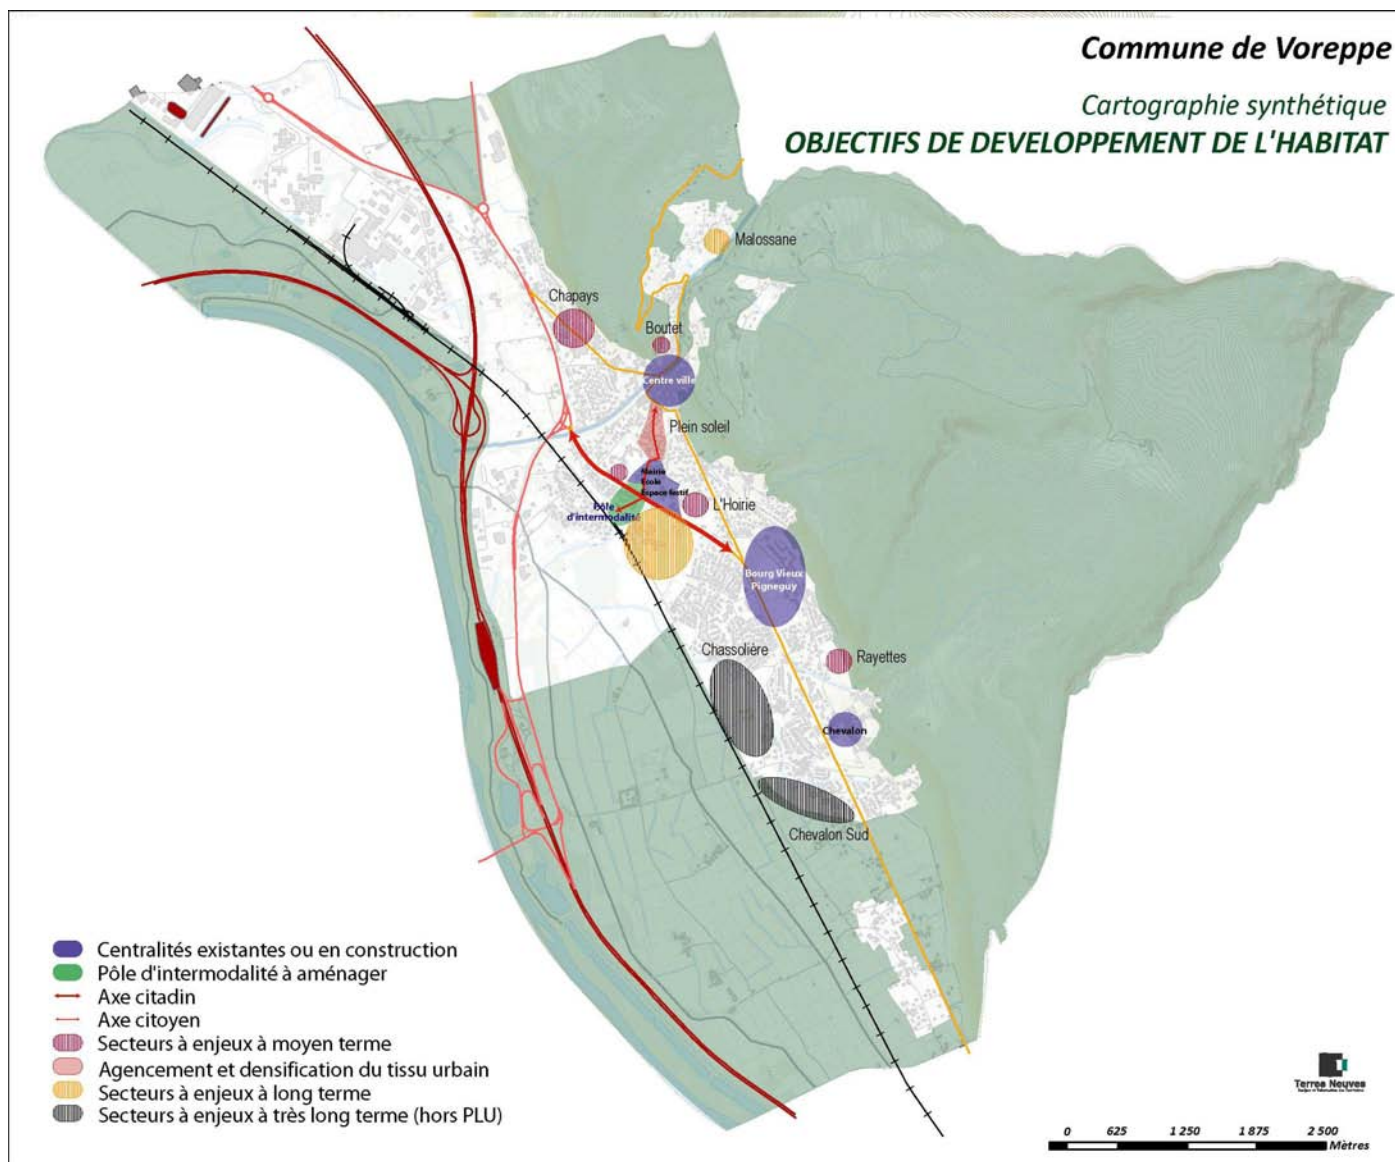 Commune de Voreppe
Cartographie synthétique
OBJECTIFS DE DEVELOPPEMENT DE L'HABITAT
Malossane
Chapays
Boutet
Centre ville
Plein soleil
Mairie
Ecole
Espace festif
L'Hoirie
Pôle
d'intermodalité
Bourg Vieux
Pigneguy
Chassolière
Rayettes
Chevalon
Chevalon Sud
Centralités existantes ou en construction
Pôle d'intermodalité à aménager
Axe citadin
Axe citoyen
Secteurs à enjeux à moyen terme
Agencement et densification du tissu urbain
Secteurs à enjeux à long terme
Secteurs à enjeux à très long terme (hors PLU)
Terres Neuves
0 625 1 250 1 875 2 500
Mètres